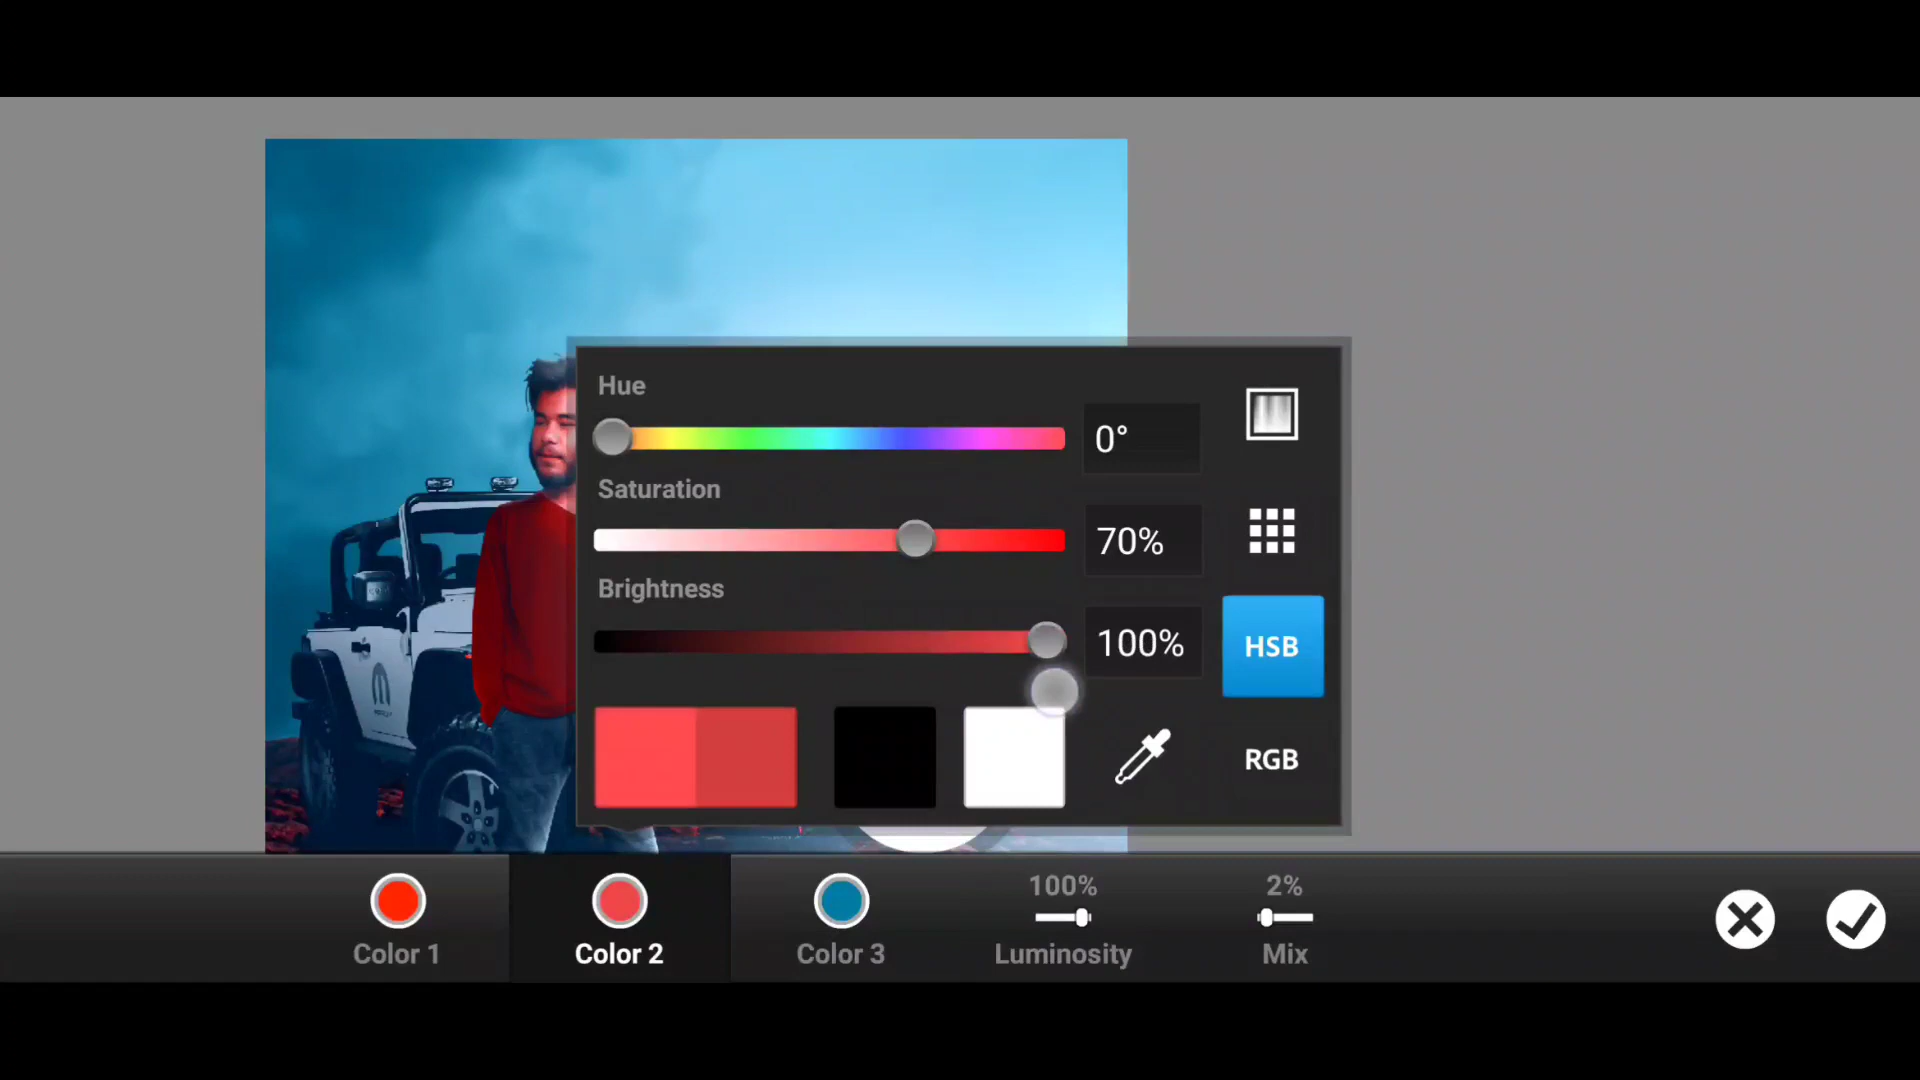 Hue
0°
Saturation
70%
Brightness
100%
HSB
RGB
100%
2%
Color 1
Color 2
Color 3
Luminosity
Mix